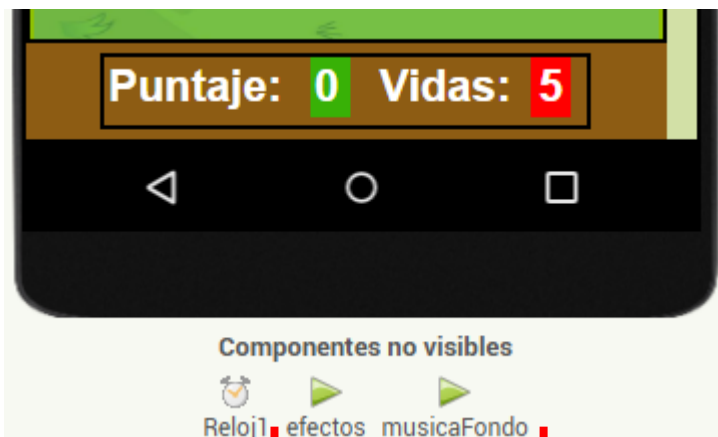 Puntaje: 0 Vidas: 5
Componentes no visibles
Reloj1 efectos musicaFondo